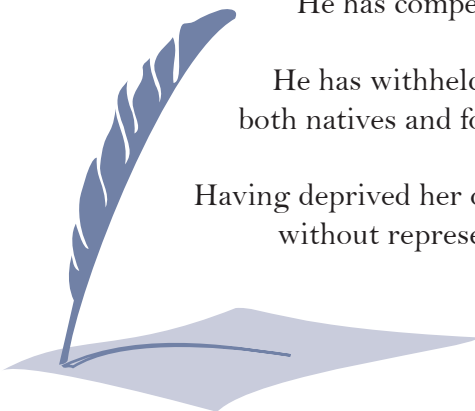 He has compe
He has withheld
both natives and fo
Having deprived her o
without represe